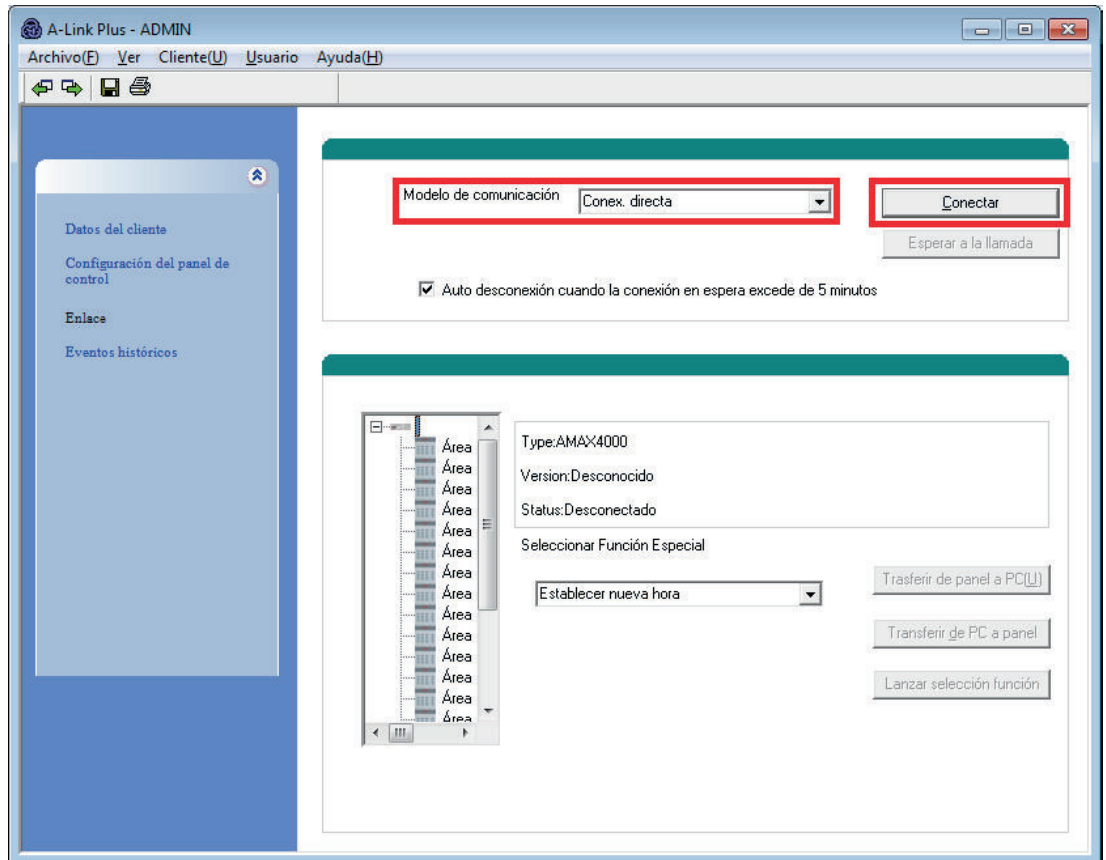 A-Link Plus - ADMIN
Archivo(F) Ver Cliente(U) Usuario Ayuda(H)
Modelo de comunicación Conex. directa Conectar
Esperar a la llamada
Auto desconexión cuando la conexión en espera excede de 5 minutos
Datos del cliente
Configuración del panel de
control
Enlace
Eventos históricos
Área
Área
Área
Área
Área
Área
Área
Área
Área
Área
Área
Área
Área
Área
Type:AMAX4000
Version:Desconocido
Status:Desconectado
Seleccionar Función Especial
Establecer nueva hora
Trasferir de panel a PC(U)
Transferir de PC a panel
Lanzar selección función